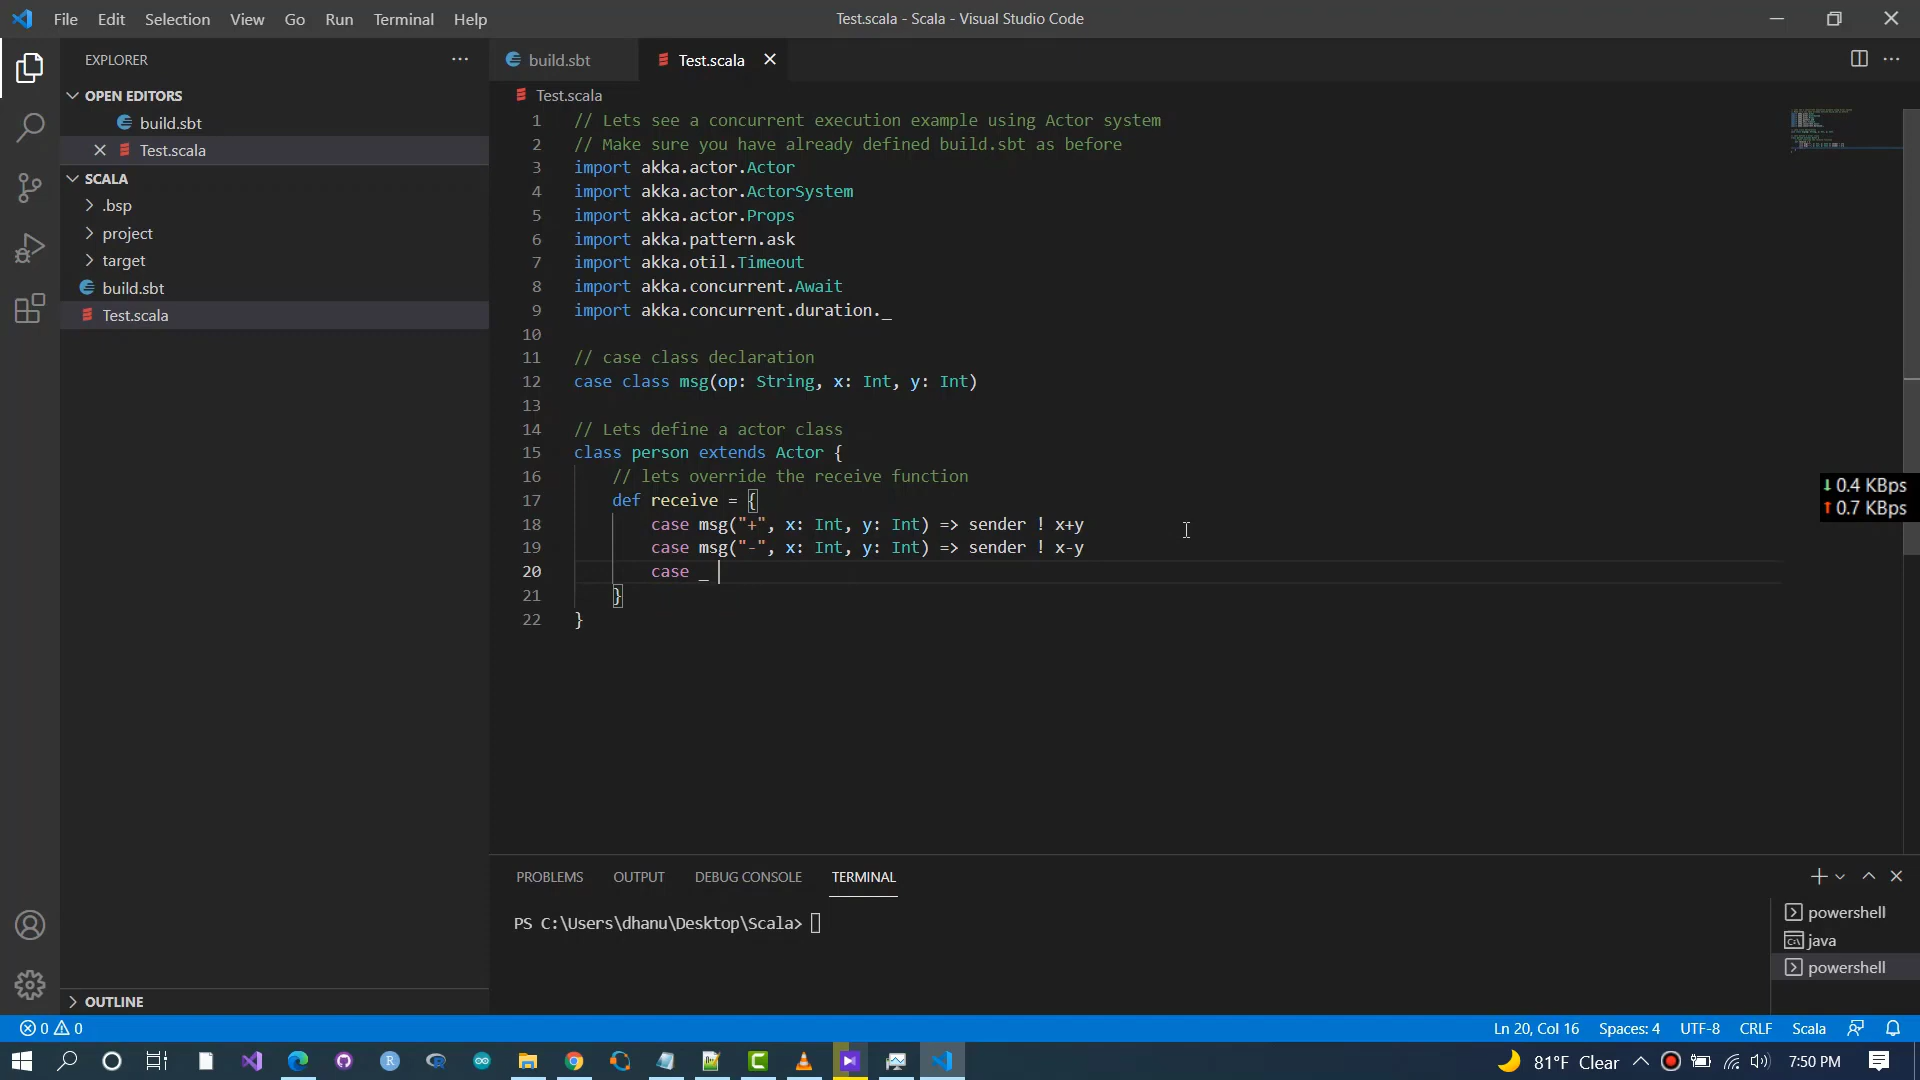 File Edit Selection View Go Run Terminal Help
Test.scala - Scala - Visual Studio Code
EXPLORER
OPEN EDITORS
build.sbt
Test.scala
SCALA
.bsp
project
target
build.sbt
Test.scala
OUTLINE
build.sbt Test.scala
Test.scala
1 // Lets see a concurrent execution example using Actor system
2 // Make sure you have already defined build.sbt as before
3 import akka.actor.Actor
4 import akka.actor.ActorSystem
5 import akka.actor.Props
6 import akka.pattern.ask
7 import akka.otil.Timeout
8 import akka.concurrent.Await
9 import akka.concurrent.duration._
10
11 // case class declaration
12 case class msg(op: String, x: Int, y: Int)
13
14 // Lets define a actor class
15 class person extends Actor {
16 // lets override the receive function
17 def receive = {
18 case msg("+", x: Int, y: Int) => sender ! x+y
19 case msg("-", x: Int, y: Int) => sender ! x-y
20 case _
21 }
22 }
↓ 0.4 KBps
↑ 0.7 KBps
PROBLEMS OUTPUT DEBUG CONSOLE TERMINAL
PS C:\Users\dhanu\Desktop\Scala>
powershell
java
powershell
0 0
Ln 20, Col 16 Spaces: 4 UTF-8 CRLF Scala
81°F Clear 7:50 PM